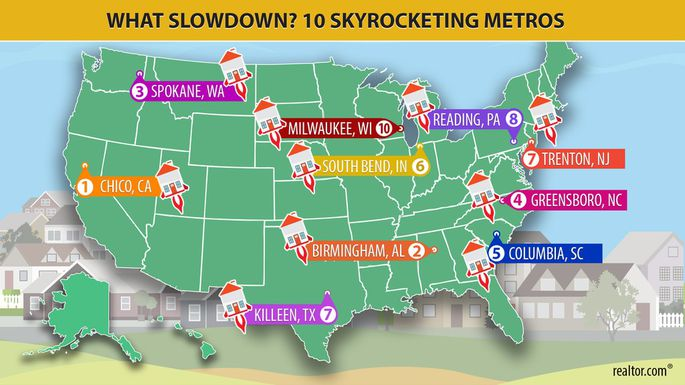 WHAT SLOWDOWN? 10 SKYROCKETING METROS
3 SPOKANE, WA
MILWAUKEE, WI 10
READING, PA 8
SOUTH BEND, IN 6
7 TRENTON, NJ
1 CHICO, CA
4 GREENSBORO, NC
BIRMINGHAM, AL 2
5 COLUMBIA, SC
KILLEEN, TX 7
realtor.com®